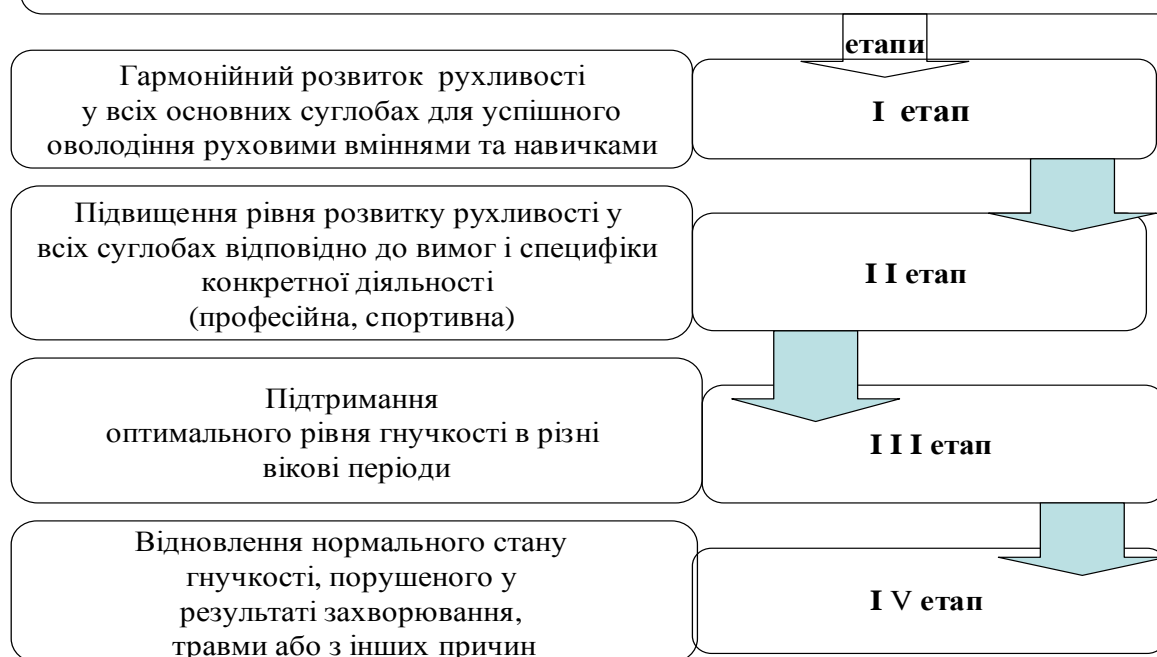 етапи
Гармонійний розвиток рухливості
у всіх основних суглобах для успішного
оволодіння руховими вміннями та навичками
I етап
Підвищення рівня розвитку рухливості у
всіх суглобах відповідно до вимог і специфіки
конкретної діяльності
(професійна, спортивна)
I I етап
Підтримання
оптимального рівня гнучкості в різні
вікові періоди
I I I етап
Відновлення нормального стану
гнучкості, порушеного у
результаті захворювання,
травми або з інших причин
I V етап